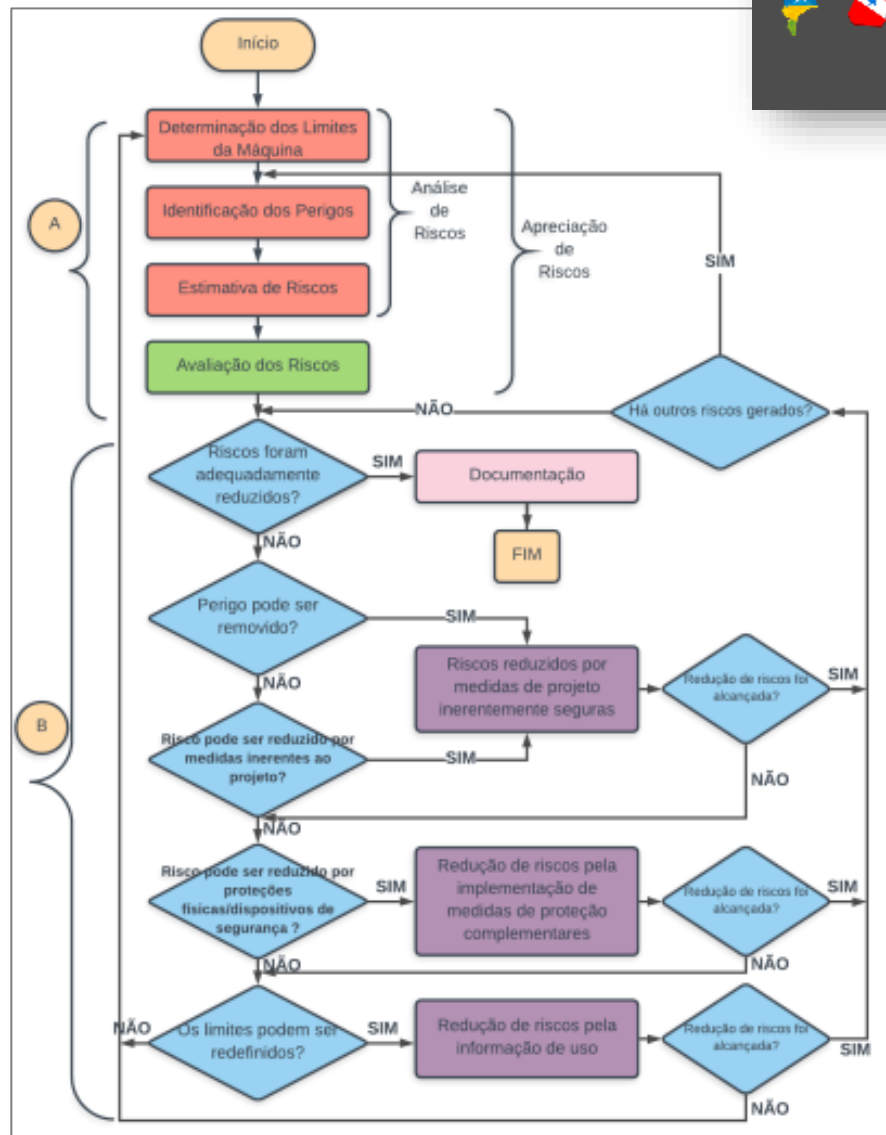 Início
Determinação dos Limites
da Máquina
Identificação dos Perigos
Estimativa de Riscos
Avaliação dos Riscos
A
Análise
de
Riscos
Apreciação
de
Riscos
SIM
Há outros riscos gerados?
NÃO
Riscos foram
adequadamente
reduzidos?
SIM
Documentação
FIM
NÃO
Perigo pode ser
removido?
SIM
Riscos reduzidos por
medidas de projeto
inerentemente seguras
Redução de riscos foi
alcançada?
SIM
NÃO
B
Risco pode ser reduzido por
medidas inerentes ao
projeto?
SIM
NÃO
NÃO
Risco pode ser reduzido por
proteções
físicas/dispositivos de
segurança ?
SIM
Redução de riscos pela
implementação de
medidas de proteção
complementares
Redução de riscos foi
alcançada?
SIM
NÃO
NÃO
NÃO
Os limites podem ser
redefinidos?
SIM
Redução de riscos pela
informação de uso
Redução de riscos foi
alcançada?
SIM
NÃO